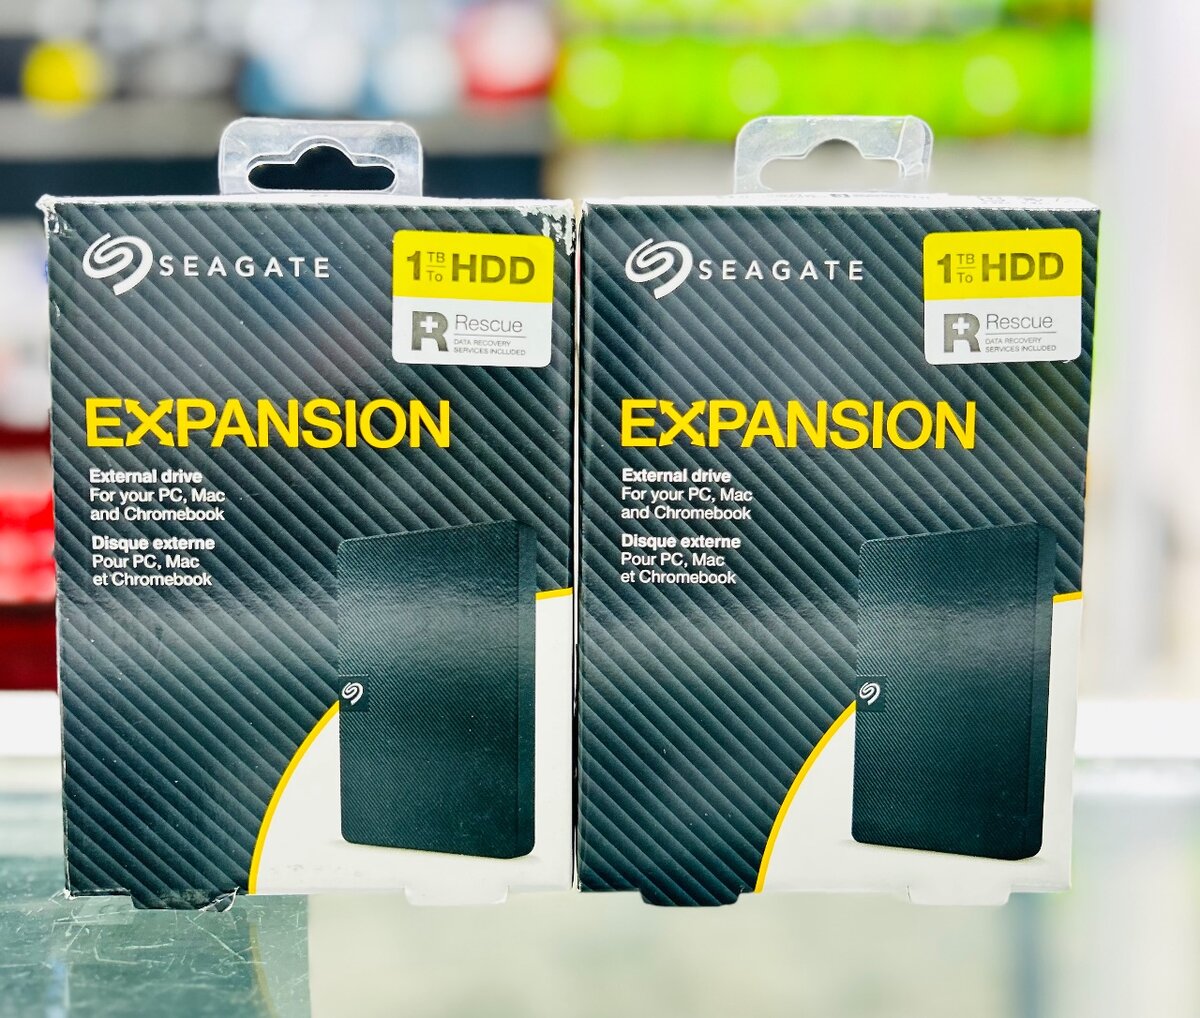 SEAGATE
1 TB To HDD
Rescue
DATA RECOVERY
SERVICES INCLUDED
EXPANSION
External drive
For your PC, Mac
and Chromebook
Disque externe
Pour PC, Mac
et Chromebook
SEAGATE
1 TB To HDD
Rescue
DATA RECOVERY
SERVICES INCLUDED
EXPANSION
External drive
For your PC, Mac
and Chromebook
Disque externe
Pour PC, Mac
et Chromebook